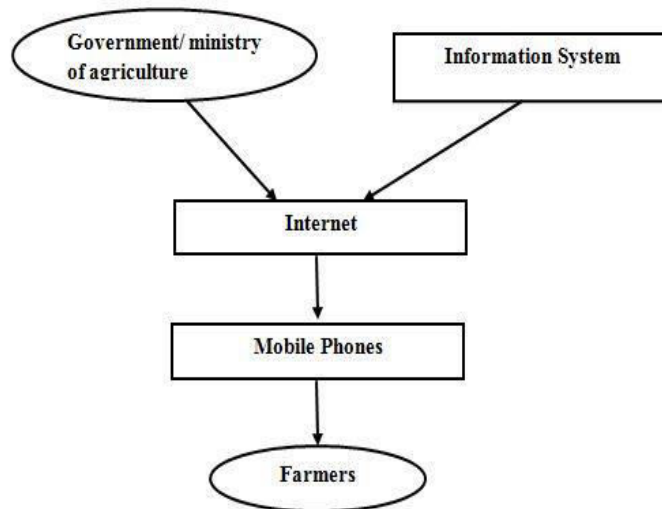 Government/ ministry
of agriculture
Information System
Internet
Mobile Phones
Farmers